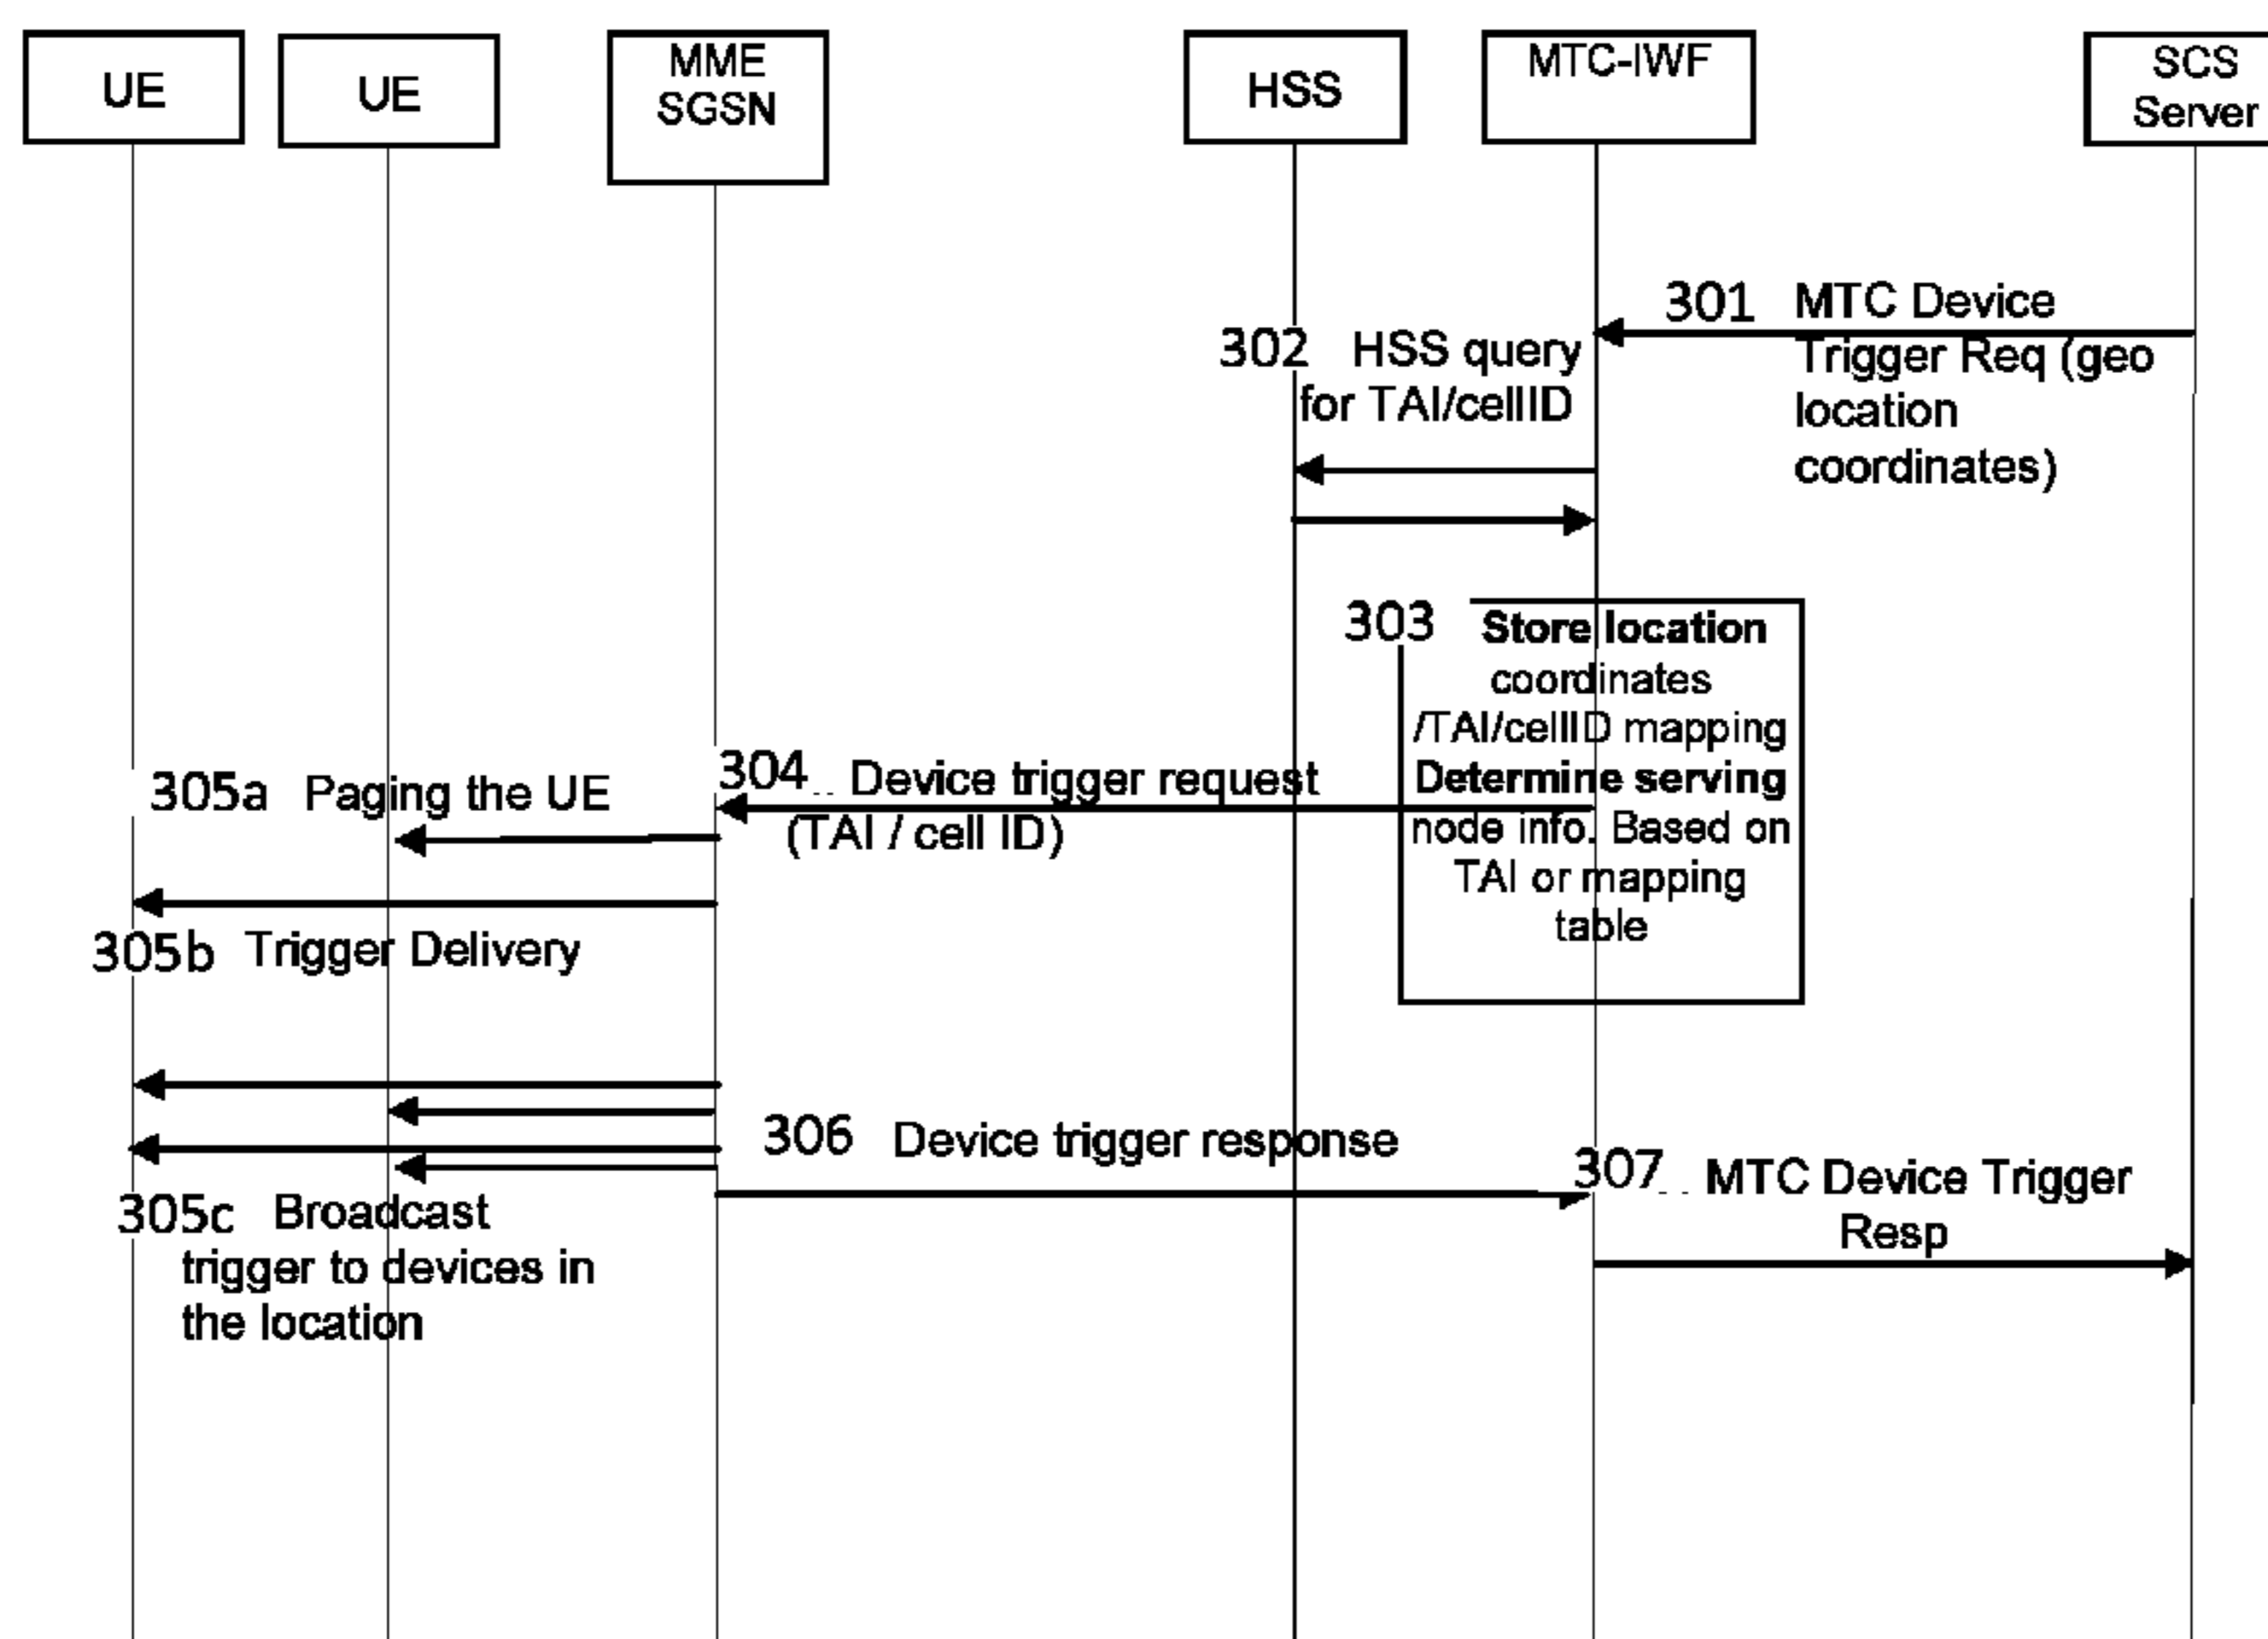 UE
UE
MME
SGSN
HSS
MTC-IWF
SCS
Server
301 MTC Device
Trigger Req (geo
location
coordinates)
302 HSS query
for TAI/cellID
303 Store location
coordinates
/TAI/cellID mapping
Determine serving
node info. Based on
TAI or mapping
table
304 Device trigger request
(TAI / cell ID)
305a Paging the UE
305b Trigger Delivery
305c Broadcast
trigger to devices in
the location
306 Device trigger response
307 MTC Device Trigger
Resp